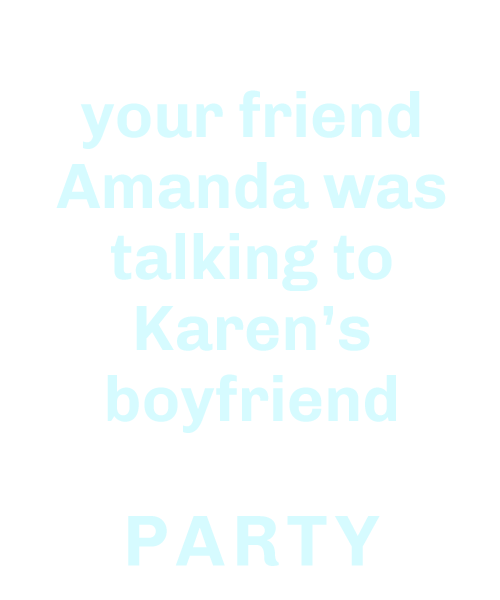 your friend
Amanda was
talking to
Karen’s
boyfriend
PARTY